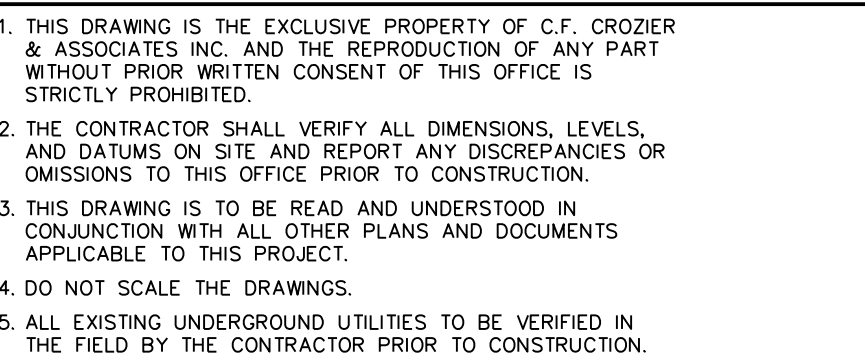 1. THIS DRAWING IS THE EXCLUSIVE PROPERTY OF C.F. CROZIER
& ASSOCIATES INC. AND THE REPRODUCTION OF ANY PART
WITHOUT PRIOR WRITTEN CONSENT OF THIS OFFICE IS
STRICTLY PROHIBITED.
2. THE CONTRACTOR SHALL VERIFY ALL DIMENSIONS, LEVELS,
AND DATUMS ON SITE AND REPORT ANY DISCREPANCIES OR
OMISSIONS TO THIS OFFICE PRIOR TO CONSTRUCTION.
3. THIS DRAWING IS TO BE READ AND UNDERSTOOD IN
CONJUNCTION WITH ALL OTHER PLANS AND DOCUMENTS
APPLICABLE TO THIS PROJECT.
4. DO NOT SCALE THE DRAWINGS.
5. ALL EXISTING UNDERGROUND UTILITIES TO BE VERIFIED IN
THE FIELD BY THE CONTRACTOR PRIOR TO CONSTRUCTION.